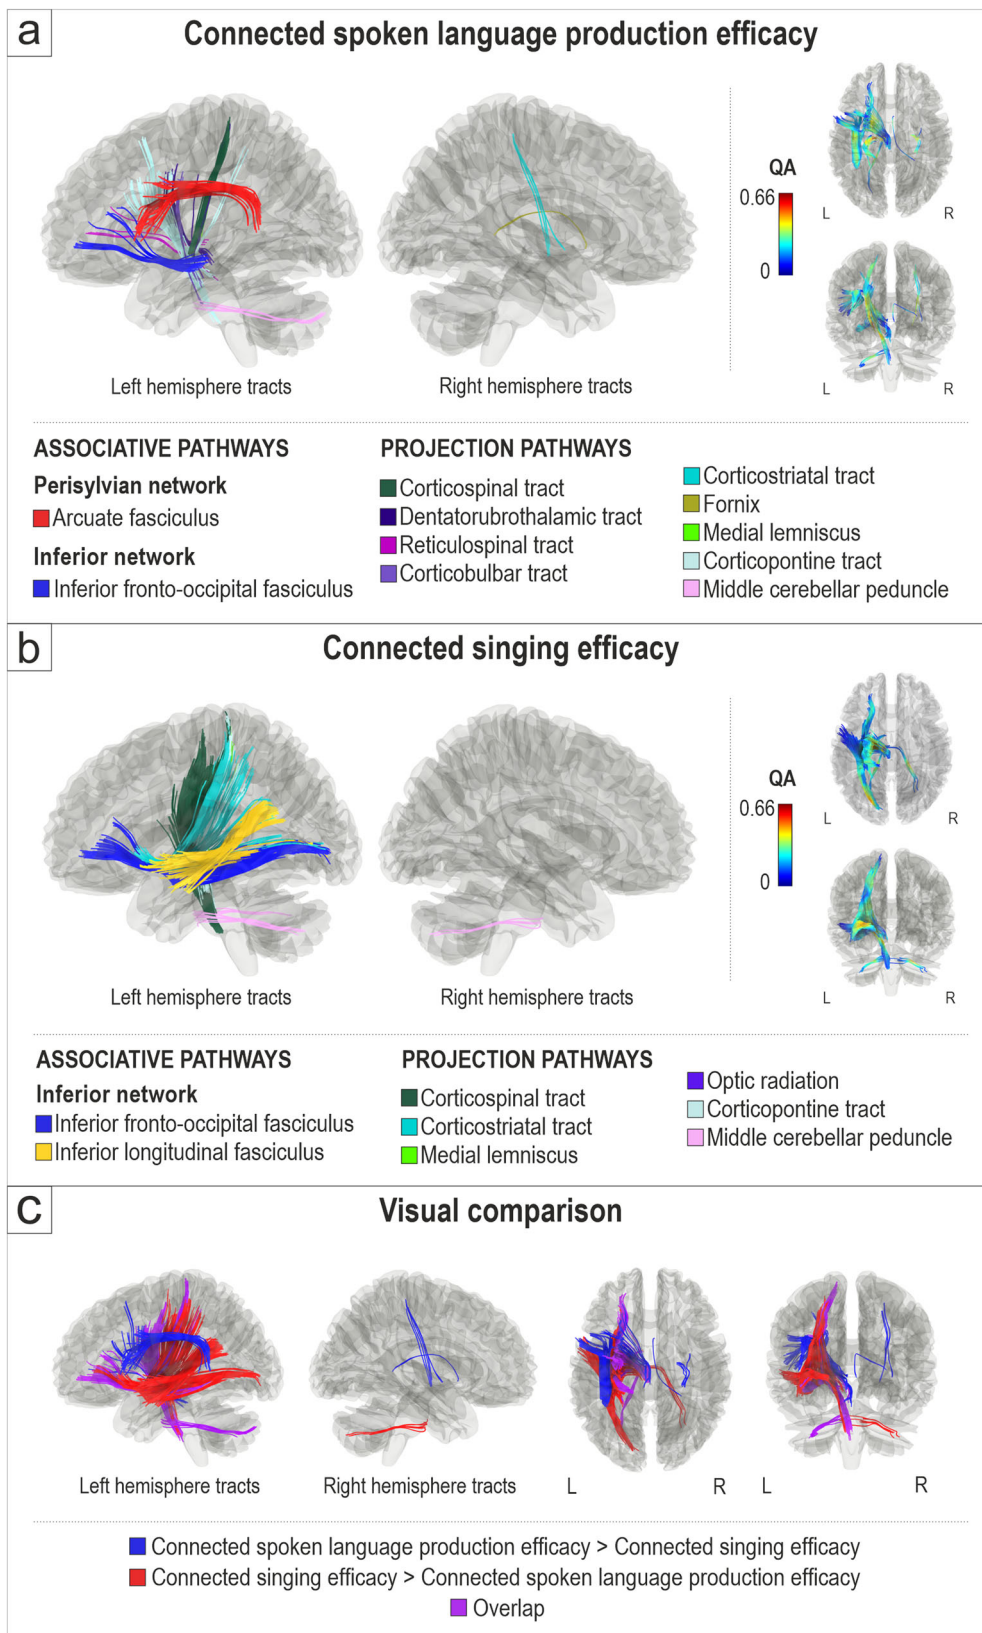 a
Connected spoken language production efficacy
QA
0.66
0
L R
L R
Left hemisphere tracts
Right hemisphere tracts
ASSOCIATIVE PATHWAYS
Perisylvian network
Arcuate fasciculus
Inferior network
Inferior fronto-occipital fasciculus
PROJECTION PATHWAYS
Corticospinal tract
Dentatorubrothalamic tract
Reticulospinal tract
Corticobulbar tract
Corticostriatal tract
Fornix
Medial lemniscus
Corticopontine tract
Middle cerebellar peduncle
b
Connected singing efficacy
QA
0.66
0
L R
L R
Left hemisphere tracts
Right hemisphere tracts
ASSOCIATIVE PATHWAYS
Inferior network
Inferior fronto-occipital fasciculus
Inferior longitudinal fasciculus
PROJECTION PATHWAYS
Corticospinal tract
Corticostriatal tract
Medial lemniscus
Optic radiation
Corticopontine tract
Middle cerebellar peduncle
c
Visual comparison
Left hemisphere tracts
Right hemisphere tracts
L R
L R
Connected spoken language production efficacy > Connected singing efficacy
Connected singing efficacy > Connected spoken language production efficacy
Overlap